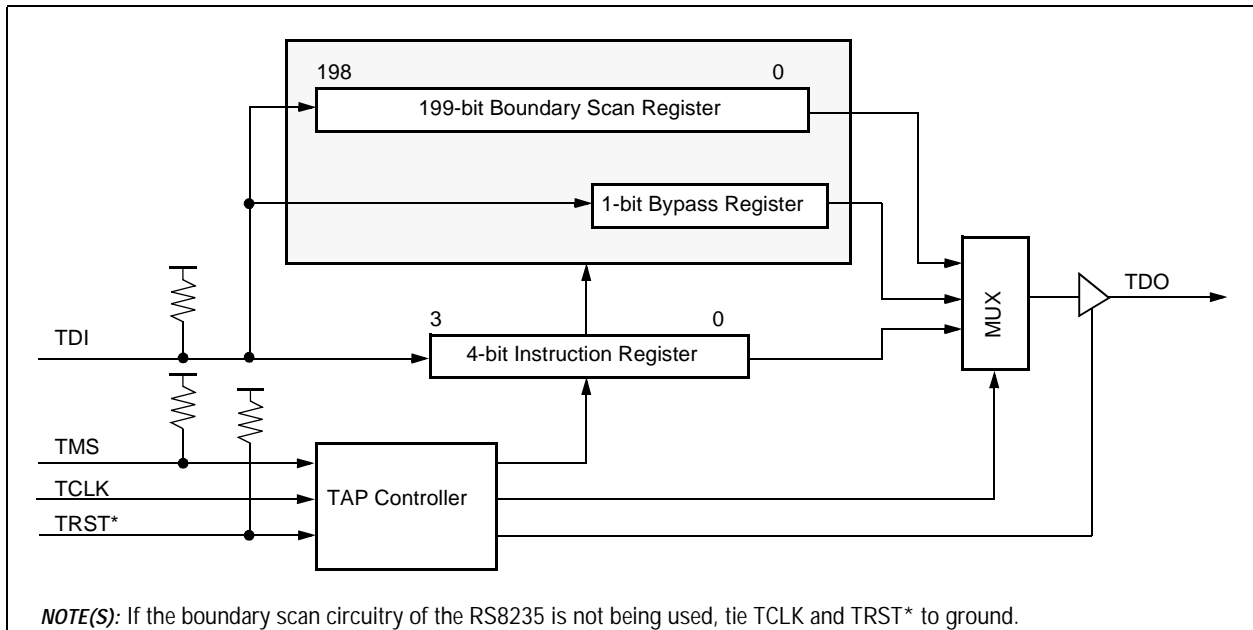 198 0
199-bit Boundary Scan Register
1-bit Bypass Register
MUX
TDO
3 0
TDI
4-bit Instruction Register
TMS
TCLK
TAP Controller
TRST*
NOTE(S): If the boundary scan circuitry of the RS8235 is not being used, tie TCLK and TRST* to ground.